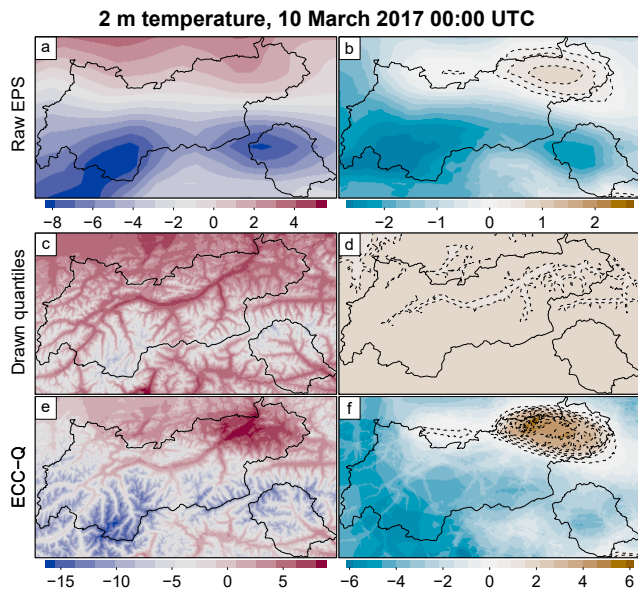 2 m temperature, 10 March 2017 00:00 UTC
Raw EPS
a
b
−8 −6 −4 −2 0 2 4
−2 −1 0 1 2
Drawn quantiles
c
d
ECC−Q
e
f
−15 −10 −5 0 5
−6 −4 −2 0 2 4 6